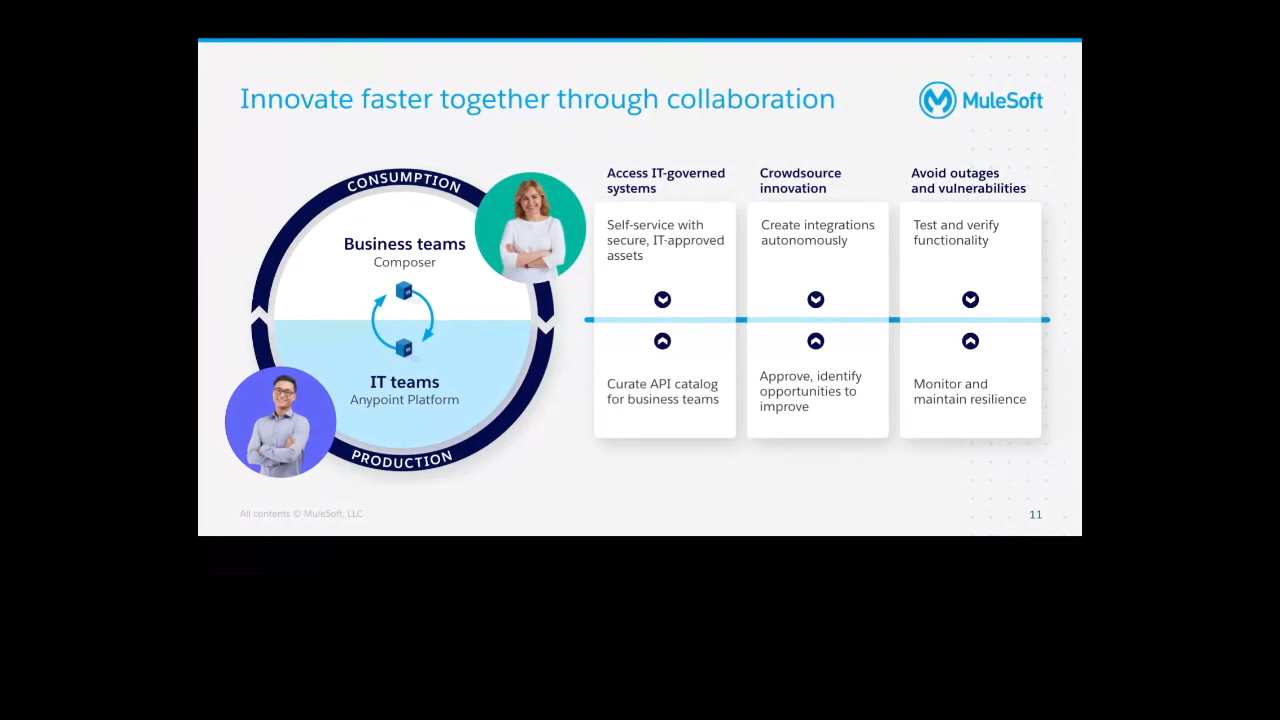 Innovate faster together through collaboration
MuleSoft
CONSUMPTION
Business teams
Composer
IT teams
Anypoint Platform
PRODUCTION
Access IT-governed
systems
Self-service with
secure, IT-approved
assets
Curate API catalog
for business teams
Crowdsource
innovation
Create integrations
autonomously
Approve, identify
opportunities to
improve
Avoid outages
and vulnerabilities
Test and verify
functionality
Monitor and
maintain resilience
All contents © MuleSoft, LLC
11